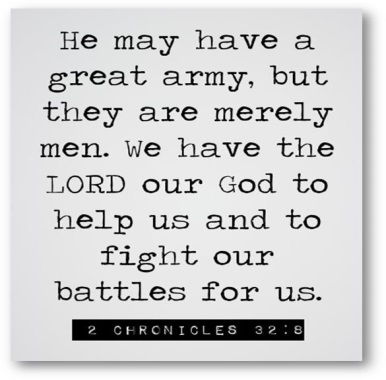 He may have a
great army, but
they are merely
men. We have the
LORD our God to
help us and to
fight our
battles for us.
2 CHRONICLES 32:8